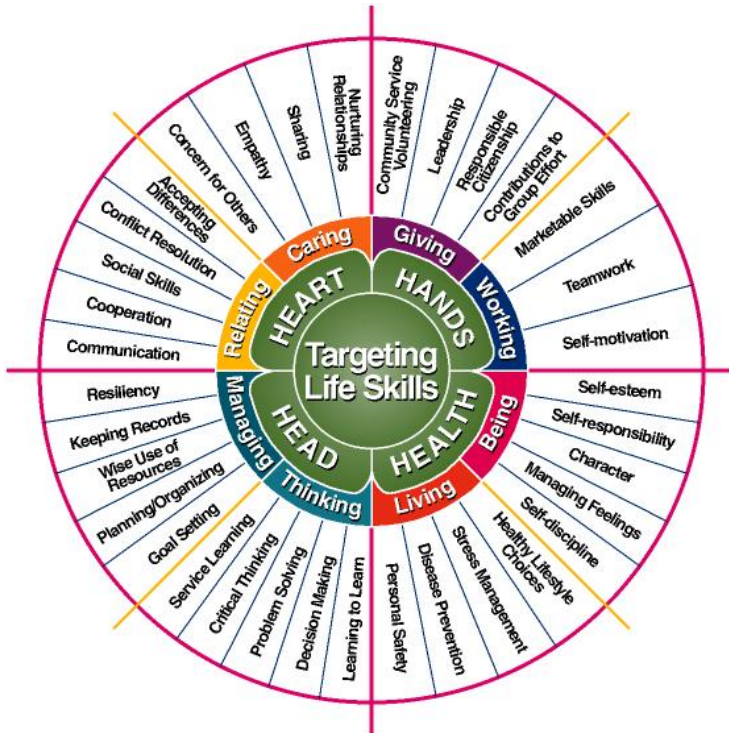 Targeting
Life Skills
HEART
HANDS
HEALTH
HEAD
Caring
Giving
Working
Being
Living
Thinking
Managing
Relating
Nurturing
Relationships
Sharing
Empathy
Concern for Others
Community Service
Volunteering
Leadership
Responsible
Citizenship
Contributions to
Group Effort
Marketable Skills
Teamwork
Self-motivation
Self-esteem
Self-responsibility
Character
Managing Feelings
Self-discipline
Healthy Lifestyle
Choices
Stress Management
Disease Prevention
Personal Safety
Learning to Learn
Decision Making
Problem Solving
Critical Thinking
Service Learning
Goal Setting
Planning/Organizing
Wise Use of
Resources
Keeping Records
Resiliency
Communication
Cooperation
Social Skills
Conflict Resolution
Accepting
Differences